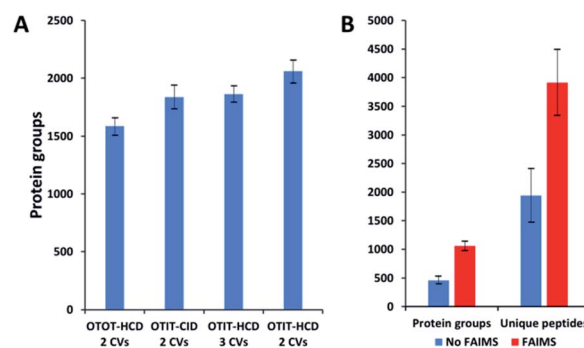 A
Protein groups
2500
2000
1500
1000
500
0
OTOT-HCD OTIT-CID OTIT-HCD OTIT-HCD
2 CVs 2 CVs 3 CVs 2 CVs
B
5000
4500
4000
3500
3000
2500
2000
1500
1000
500
0
Protein groups Unique peptides
No FAIMS FAIMS